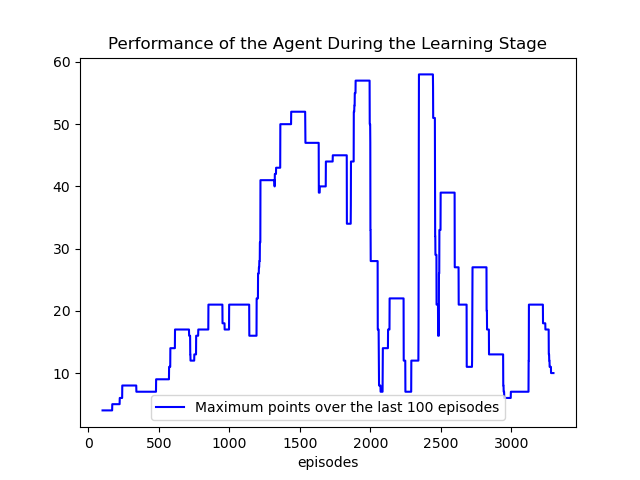 Performance of the Agent During the Learning Stage
60
50
40
30
20
10
Maximum points over the last 100 episodes
0 500 1000 1500 2000 2500 3000
episodes